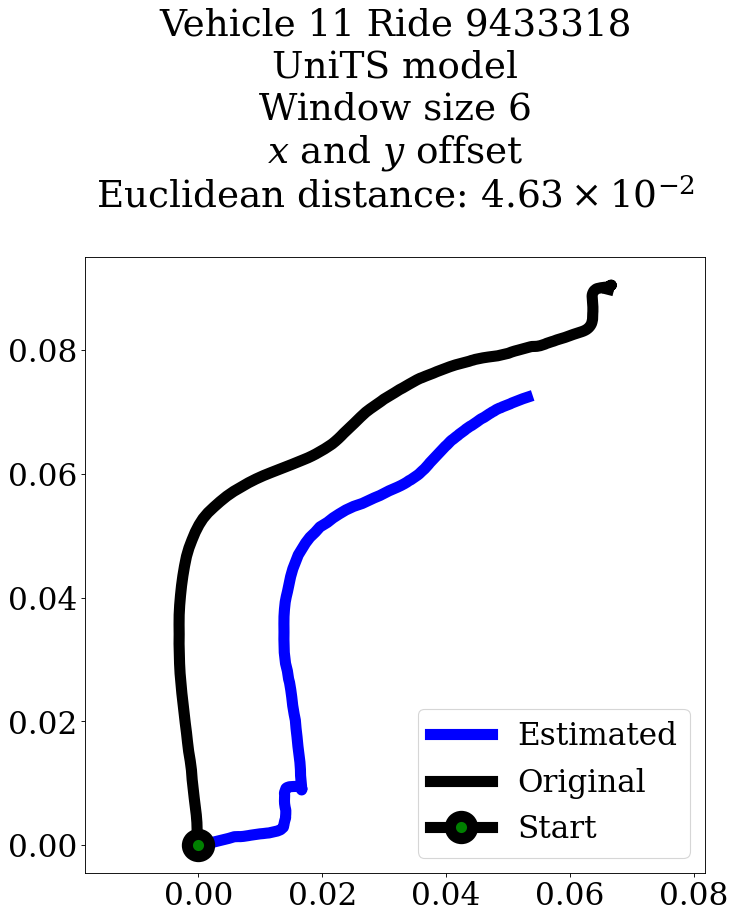 Vehicle 11 Ride 9433318
UniTS model
Window size 6
x and y offset
Euclidean distance: 4.63 × 10⁻²
0.08
0.06
0.04
0.02
0.00
Estimated
Original
Start
0.00 0.02 0.04 0.06 0.08